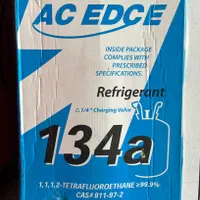 AC EDCE
INSIDE PACKAGE
COMPLIES WITH
PRESCRIBED
SPECIFICATIONS.
Refrigerant
△ 1/4" Charging Valve
134a
1,1,1,2-TETRAFLUOROETHANE ≥99.9%
CAS# 811-97-2